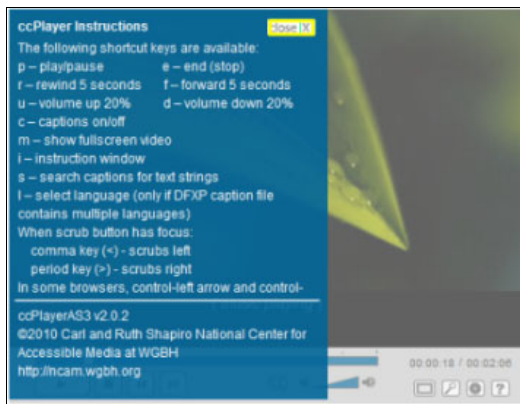 ccPlayer Instructions
close X
The following shortcut keys are available:
p – play/pause e – end (stop)
r – rewind 5 seconds f – forward 5 seconds
u – volume up 20% d – volume down 20%
c – captions on/off
m – show fullscreen video
i – instruction window
s – search captions for text strings
l – select language (only if DFXP caption file
contains multiple languages)
When scrub button has focus:
comma key (<) - scrubs left
period key (>) - scrubs right
In some browsers, control-left arrow and control-
ccPlayerAS3 v2.0.2
©2010 Carl and Ruth Shapiro National Center for
Accessible Media at WGBH
http://ncam.wgbh.org
00:00:18 / 00:02:06
?